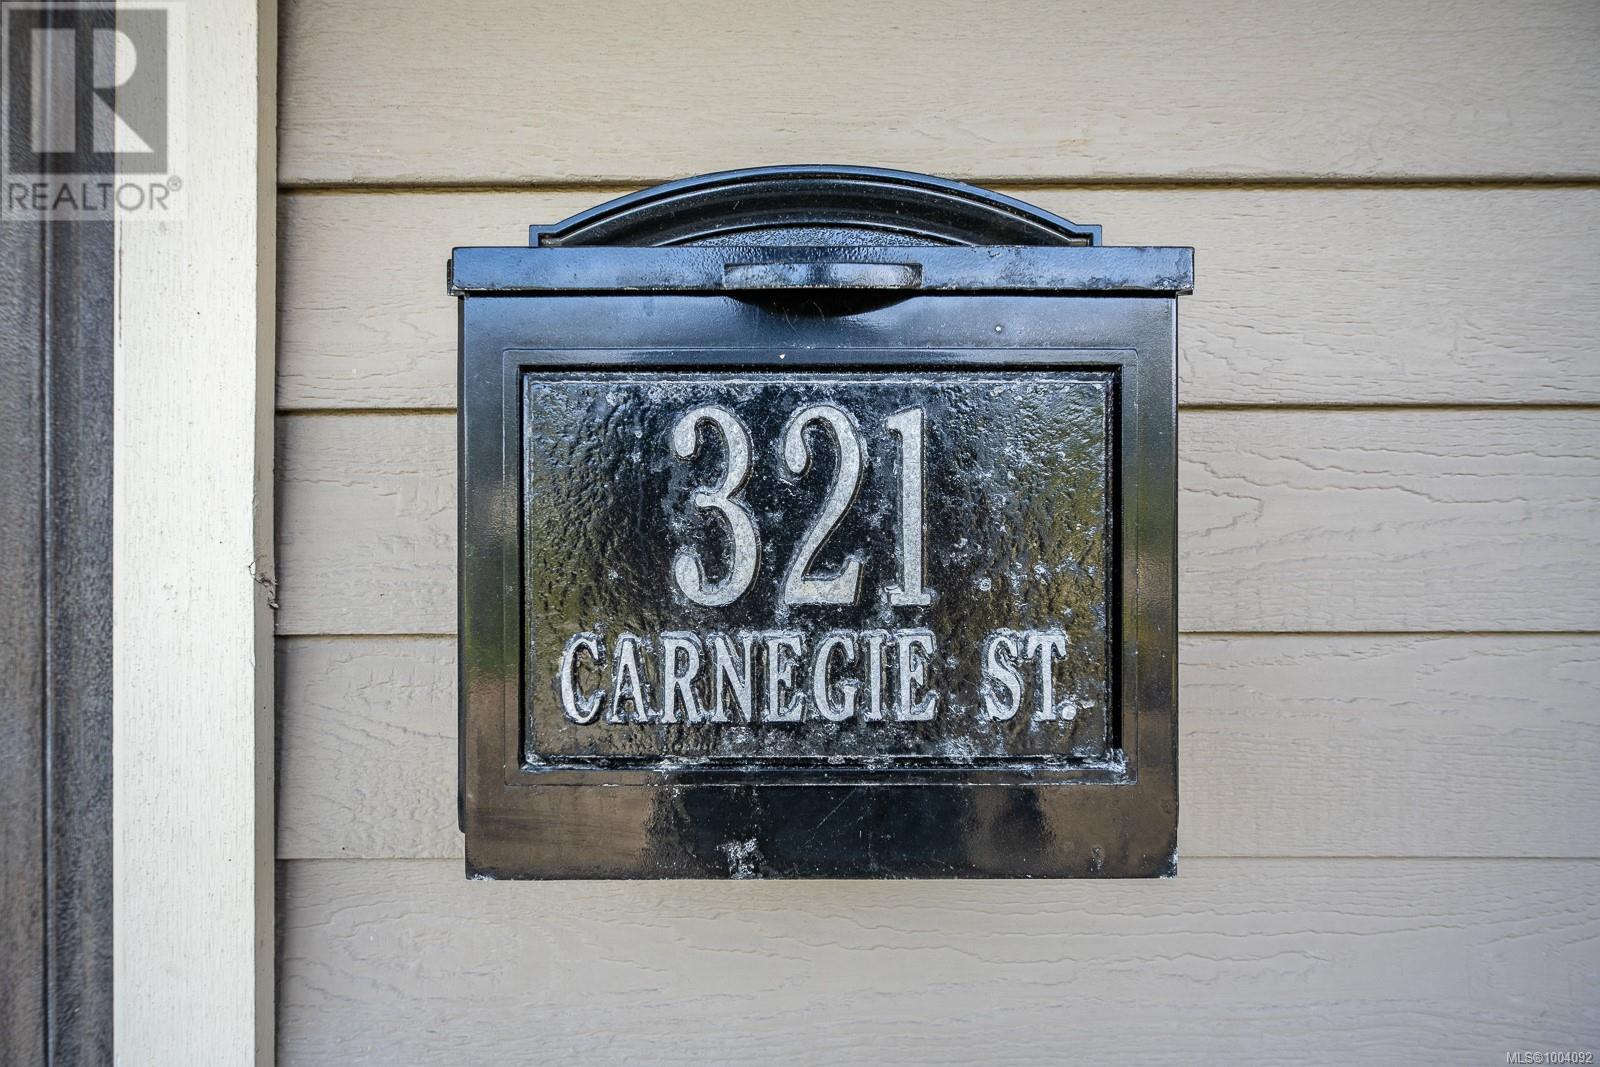 R
REALTOR®
321
CARNEGIE ST.
MLS®1004092